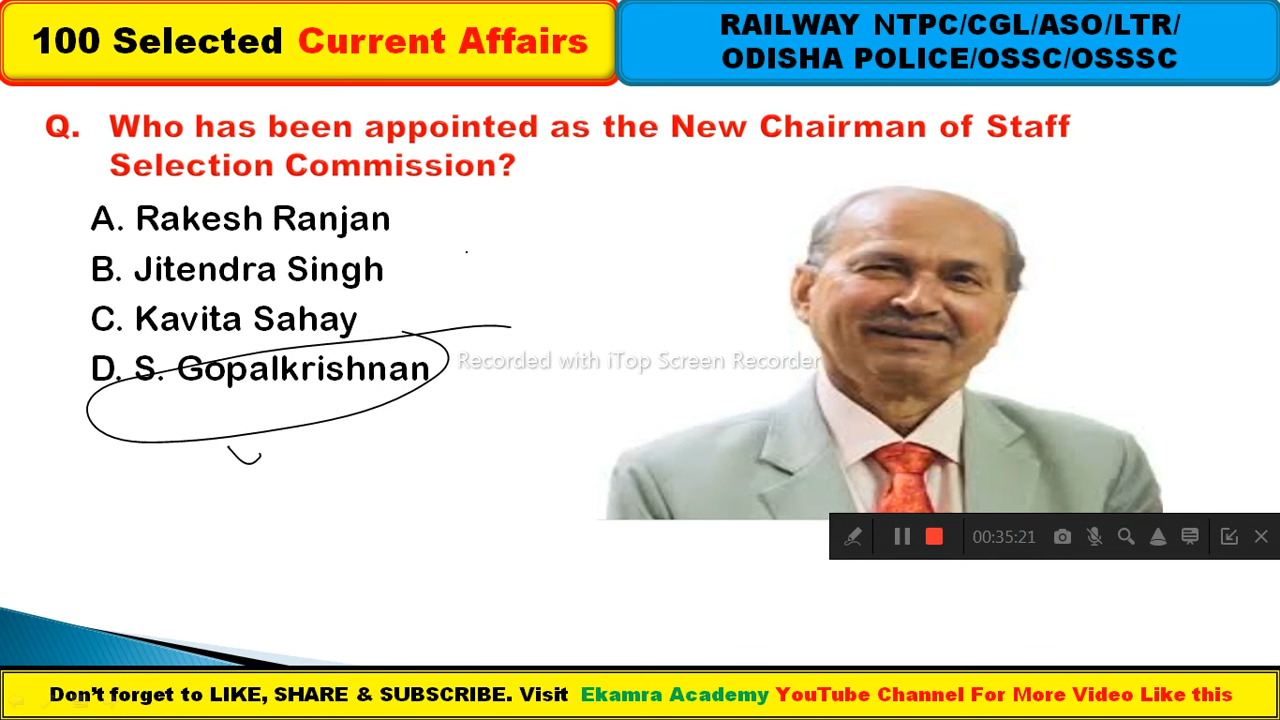 100 Selected Current Affairs
RAILWAY NTPC/CGL/ASO/LTR/
ODISHA POLICE/OSSC/OSSSC
Q. Who has been appointed as the New Chairman of Staff
Selection Commission?
A. Rakesh Ranjan
B. Jitendra Singh
C. Kavita Sahay
D. S. Gopalkrishnan
Recorded with iTop Screen Recorder
00:35:21
Don't forget to LIKE, SHARE & SUBSCRIBE. Visit Ekamra Academy YouTube Channel For More Video Like this